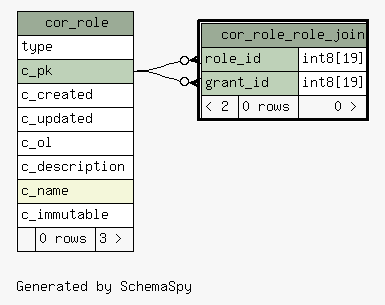 cor_role
type
c_pk
c_created
c_updated
c_ol
c_description
c_name
c_immutable
0 rows 3 >
cor_role_role_join
role_id int8[19]
grant_id int8[19]
< 2 0 rows 0 >
Generated by SchemaSpy